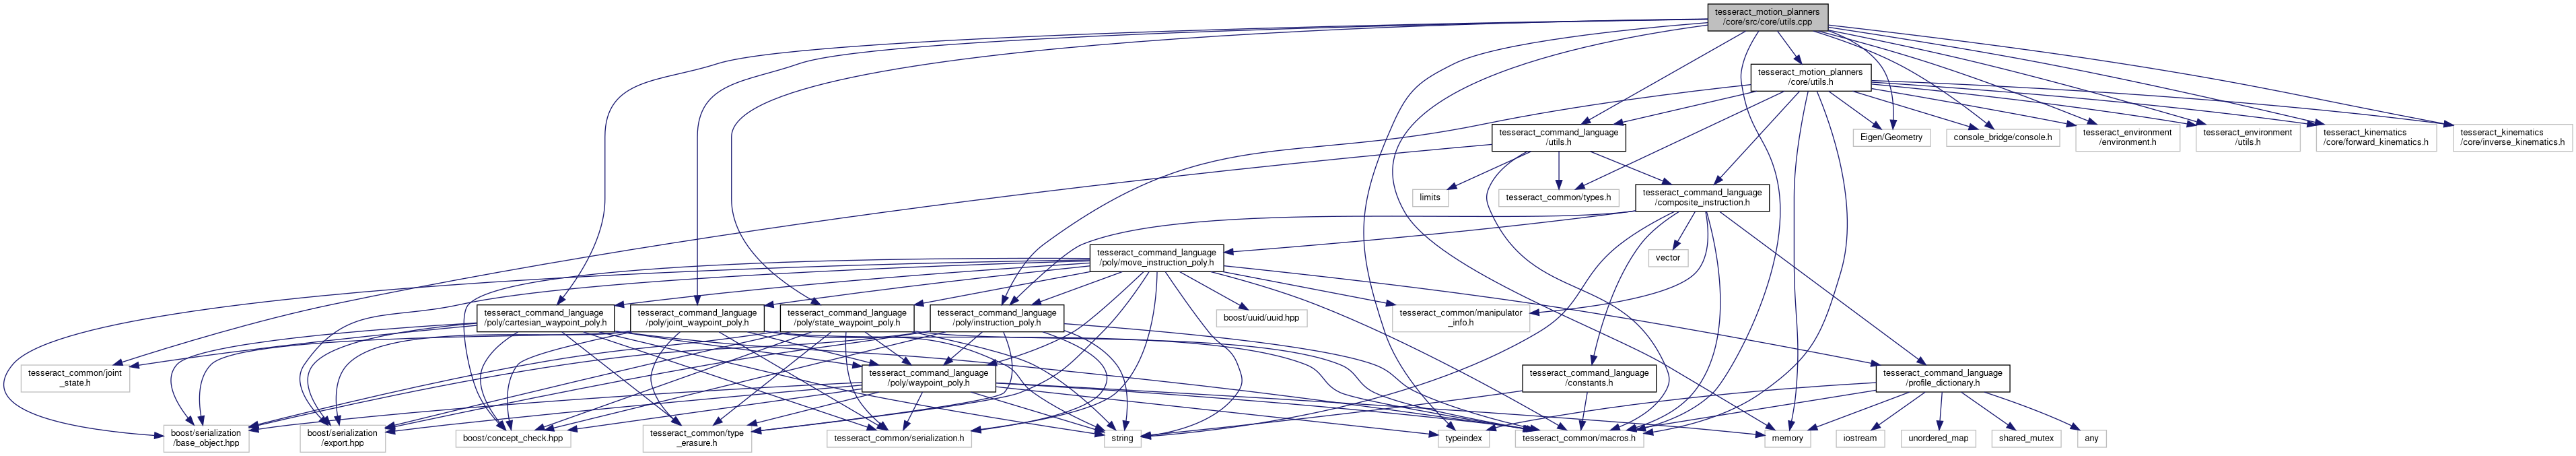 tesseract_motion_planners
/core/src/core/utils.cpp
tesseract_motion_planners
/core/utils.h
tesseract_command_language
/utils.h
Eigen/Geometry
console_bridge/console.h
tesseract_environment
/environment.h
tesseract_environment
/utils.h
tesseract_kinematics
/core/forward_kinematics.h
tesseract_kinematics
/core/inverse_kinematics.h
limits
tesseract_common/types.h
tesseract_command_language
/composite_instruction.h
tesseract_command_language
/poly/move_instruction_poly.h
vector
tesseract_command_language
/poly/cartesian_waypoint_poly.h
tesseract_command_language
/poly/joint_waypoint_poly.h
tesseract_command_language
/poly/state_waypoint_poly.h
tesseract_command_language
/poly/instruction_poly.h
boost/uuid/uuid.hpp
tesseract_common/manipulator
_info.h
tesseract_common/joint
_state.h
tesseract_command_language
/poly/waypoint_poly.h
tesseract_command_language
/constants.h
tesseract_command_language
/profile_dictionary.h
boost/serialization
/base_object.hpp
boost/serialization
/export.hpp
boost/concept_check.hpp
tesseract_common/type
_erasure.h
tesseract_common/serialization.h
string
typeindex
tesseract_common/macros.h
memory
iostream
unordered_map
shared_mutex
any